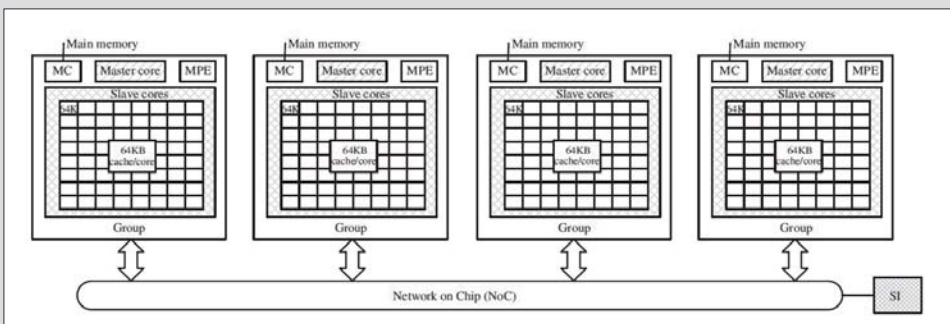 Main memory
Main memory
Main memory
Main memory
MC
Master core
MPE
MC
Master core
MPE
MC
Master core
MPE
MC
Master core
MPE
Slave cores
Slave cores
Slave cores
Slave cores
64K
64K
64K
64K
64KB
cache/core
64KB
cache/core
64KB
cache/core
64KB
cache/core
Group
Group
Group
Group
Network on Chip (NoC)
SI